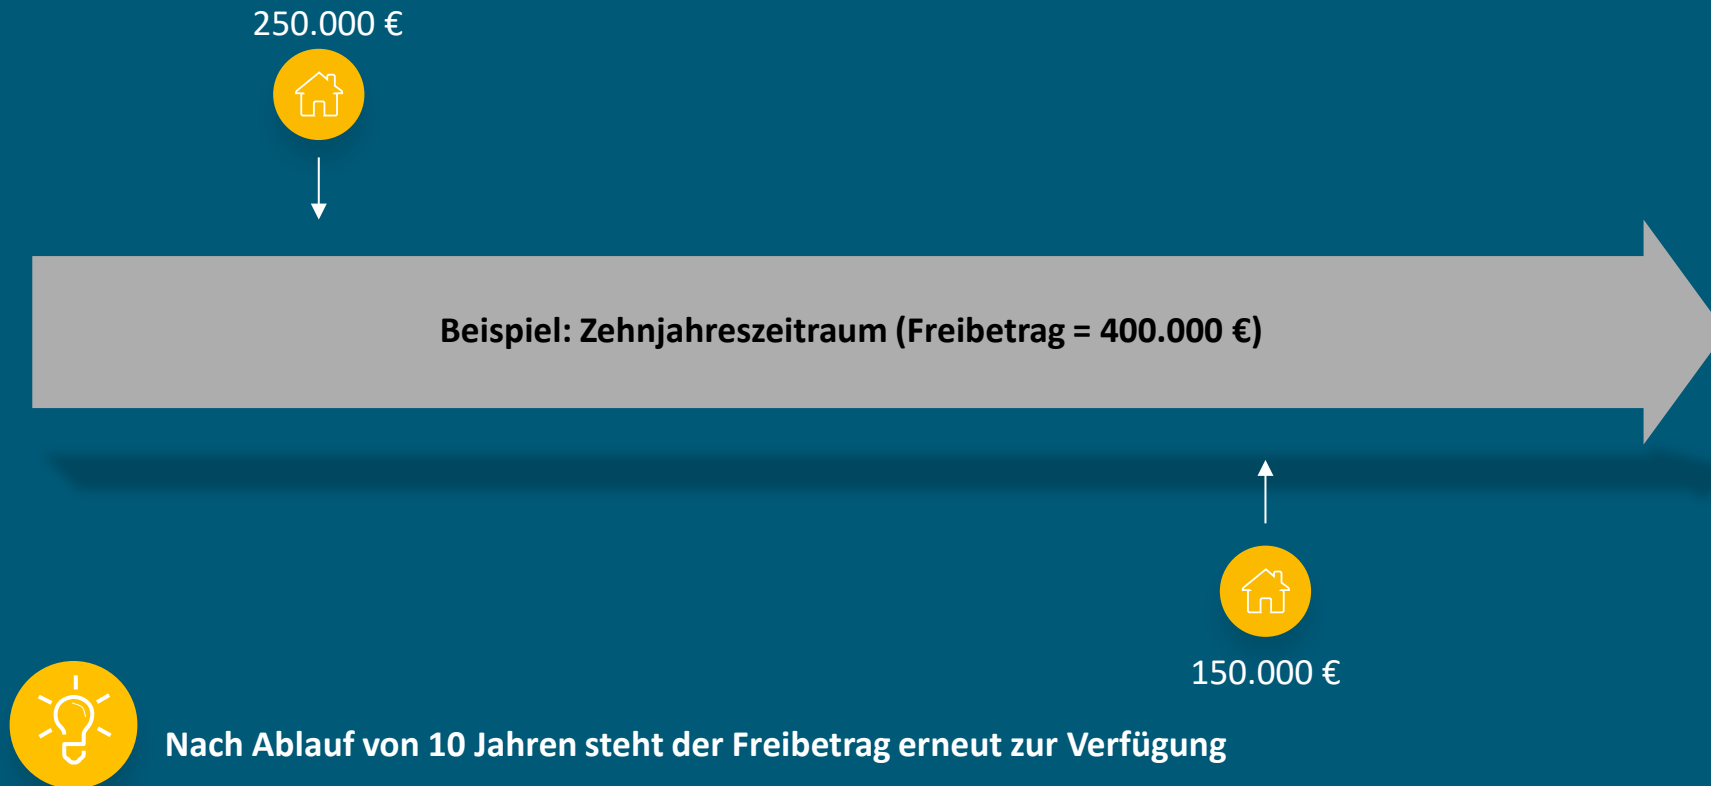 250.000 €
Beispiel: Zehnjahreszeitraum (Freibetrag = 400.000 €)
150.000 €
Nach Ablauf von 10 Jahren steht der Freibetrag erneut zur Verfügung